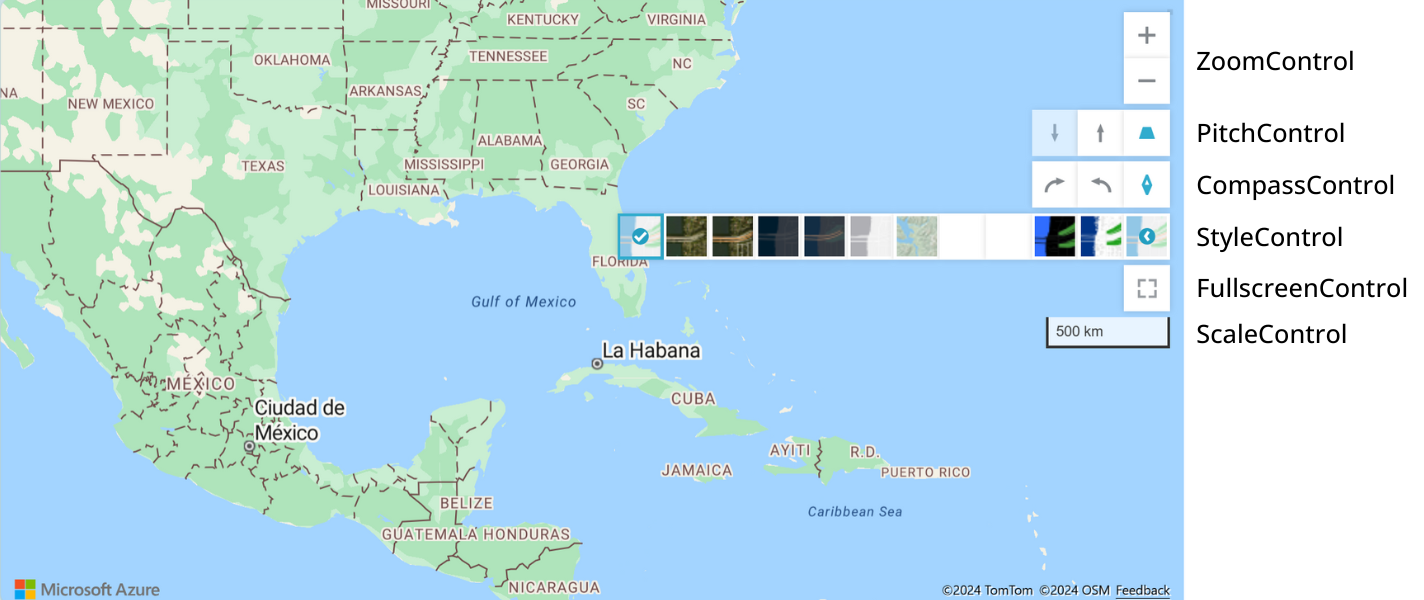 MISSOURI
KENTUCKY
VIRGINIA
OKLAHOMA
TENNESSEE
NC
ZoomControl
NA
NEW MEXICO
ARKANSAS
SC
PitchControl
ALABAMA
TEXAS
MISSISSIPPI
GEORGIA
LOUISIANA
CompassControl
StyleControl
FLORIDA
Gulf of Mexico
FullscreenControl
500 km
ScaleControl
La Habana
MÉXICO
CUBA
Ciudad de
México
AYITI
R.D.
JAMAICA
PUERTO RICO
BELIZE
Caribbean Sea
GUATEMALA
HONDURAS
NICARAGUA
Microsoft Azure
©2024 TomTom ©2024 OSM Feedback